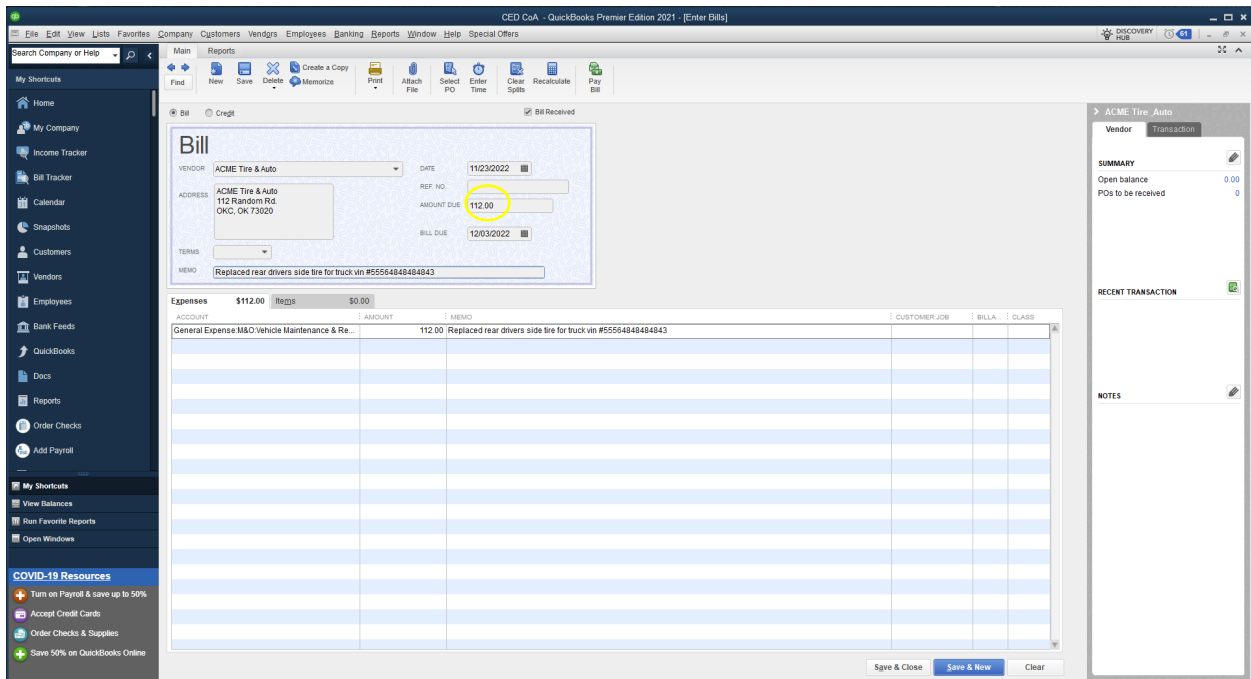 CED CoA - QuickBooks Premier Edition 2021 - [Enter Bills]
File Edit View Lists Favorites Company Customers Vendors Employees Banking Reports Window Help Special Offers
DISCOVERY HUB 61
Search Company or Help
My Shortcuts
Home
My Company
Income Tracker
Bill Tracker
Calendar
Snapshots
Customers
Vendors
Employees
Bank Feeds
QuickBooks
Docs
Reports
Order Checks
Add Payroll
My Shortcuts
View Balances
Run Favorite Reports
Open Windows
COVID-19 Resources
Turn on Payroll & save up to 50%
Accept Credit Cards
Order Checks & Supplies
Save 50% on QuickBooks Online
Main Reports
Find New Save Delete Create a Copy
Memorize
Print Attach File Select PO Enter Time Clear Splits Recalculate Pay Bill
Bill Credit Bill Received
Bill
VENDOR ACME Tire & Auto
DATE 11/23/2022
ADDRESS ACME Tire & Auto
112 Random Rd.
OKC, OK 73020
REF. NO.
AMOUNT DUE 112.00
BILL DUE 12/03/2022
TERMS
MEMO Replaced rear drivers side tire for truck vin #55564848484843
Expenses $112.00 Items $0.00
ACCOUNT AMOUNT MEMO CUSTOMER:JOB BILLA... CLASS
General Expense:M&O:Vehicle Maintenance & Re... 112.00 Replaced rear drivers side tire for truck vin #55564848484843
Save & Close Save & New Clear
ACME Tire Auto
Vendor Transaction
SUMMARY
Open balance 0.00
POs to be received 0
RECENT TRANSACTION
NOTES